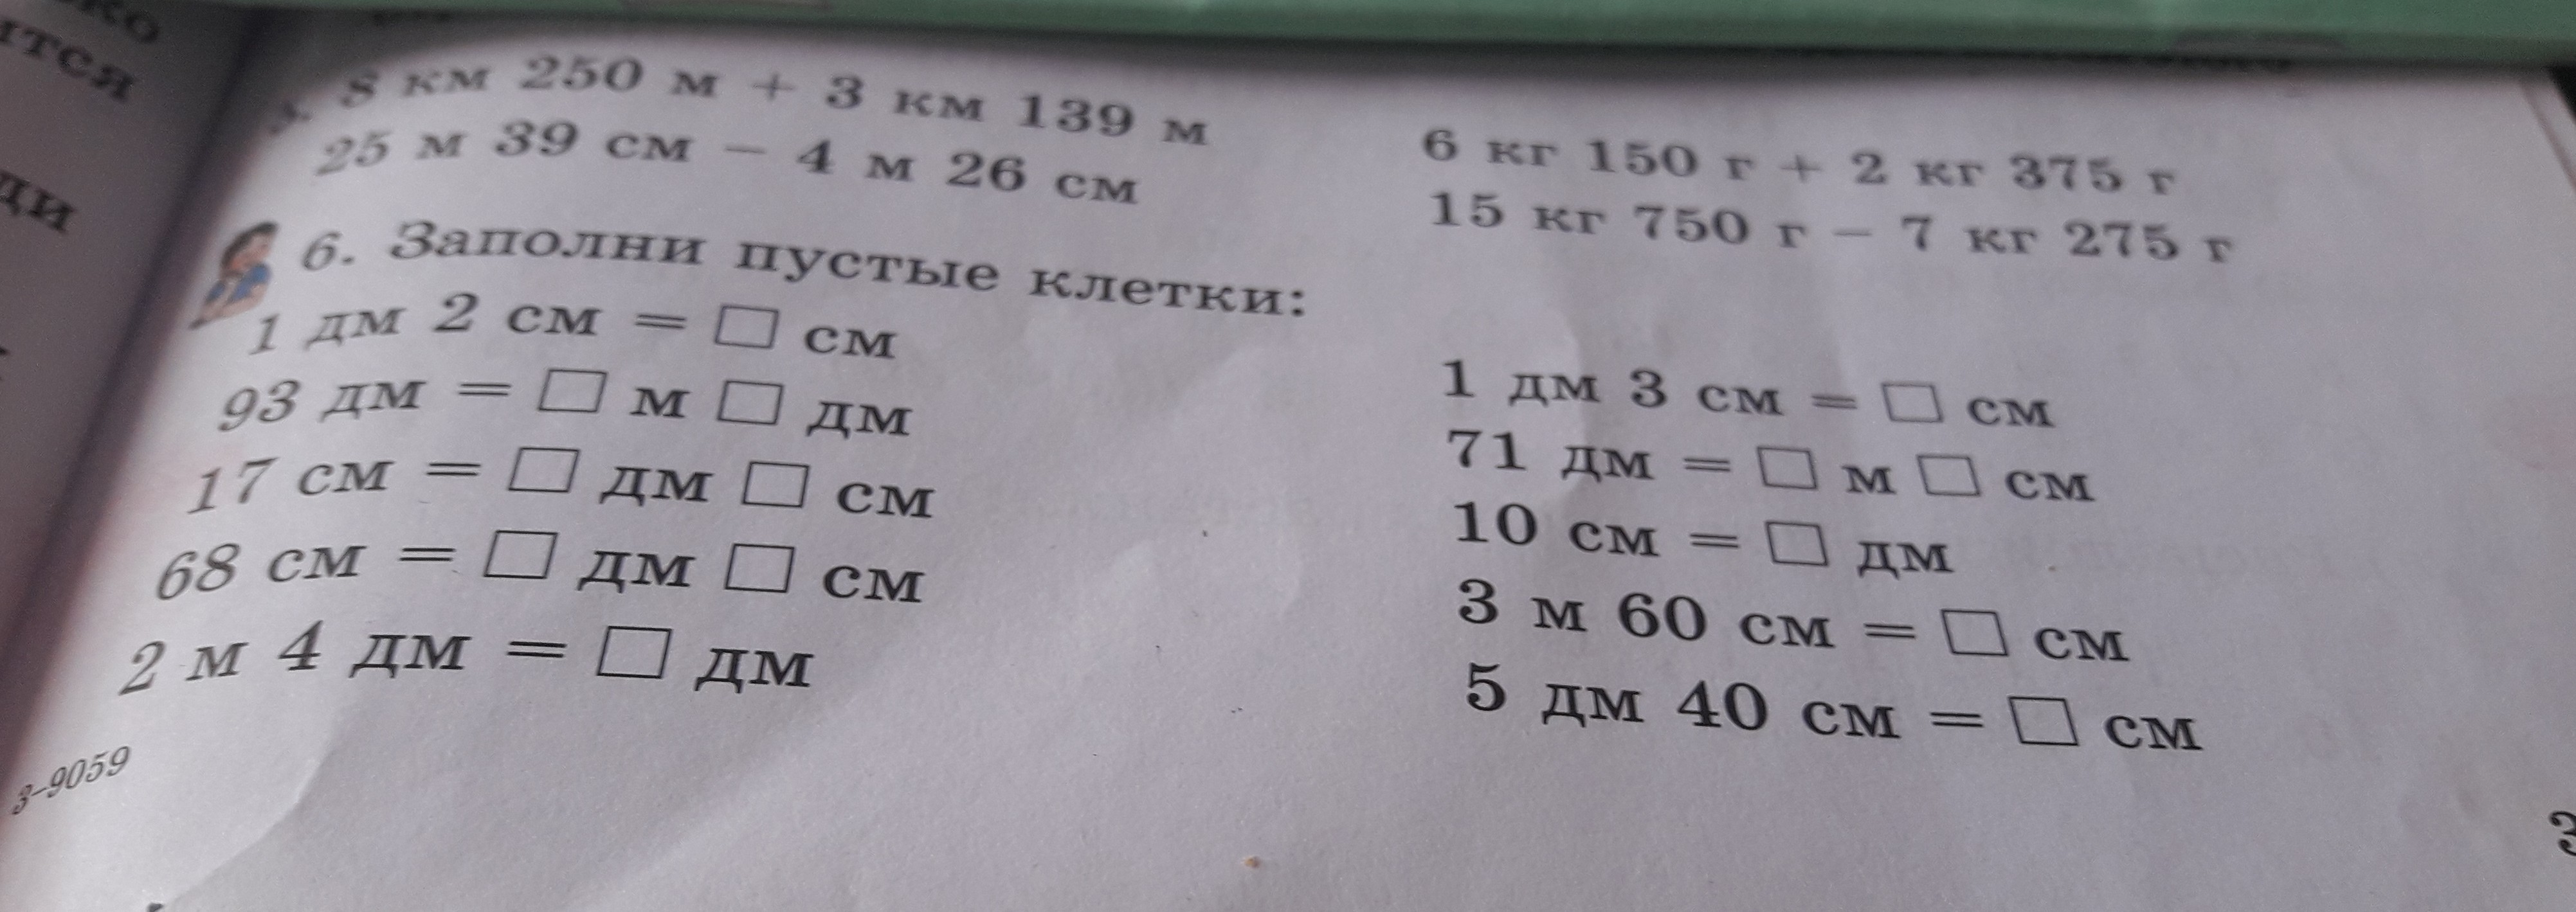 8 км 250 м + 3 км 139 м
25 м 39 см − 4 м 26 см
6 кг 150 г + 2 кг 375 г
15 кг 750 г − 7 кг 275 г
6. Заполни пустые клетки:
1 дм 2 см = □ см
93 дм = □ м □ дм
17 см = □ дм □ см
68 см = □ дм □ см
2 м 4 дм = □ дм
1 дм 3 см = □ см
71 дм = □ м □ см
10 см = □ дм
3 м 60 см = □ см
5 дм 40 см = □ см
3–9059